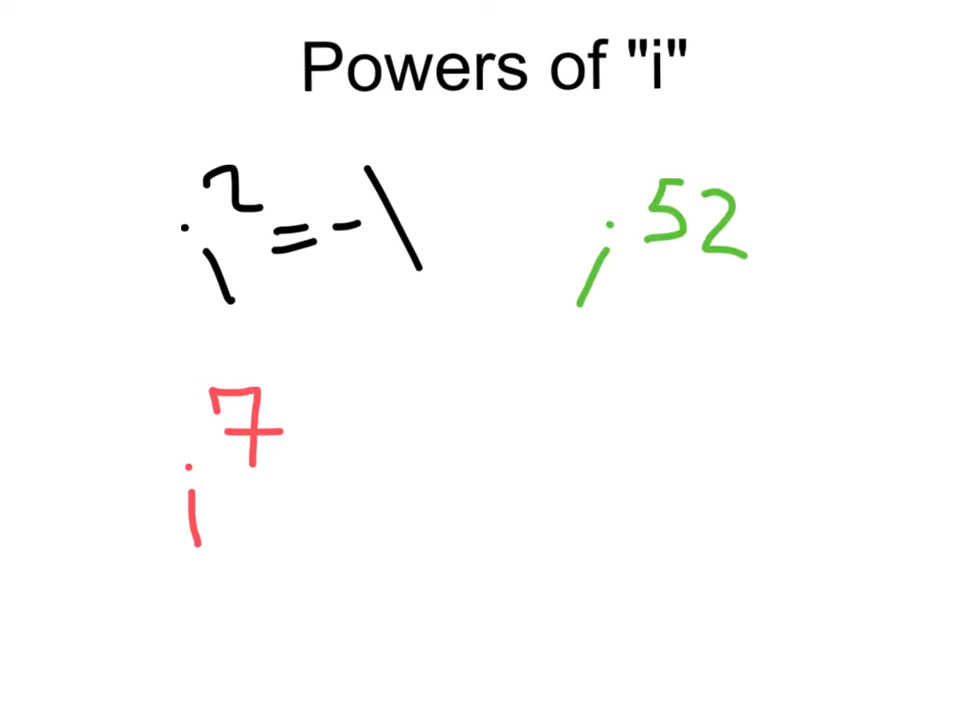 Powers of "i"
i² = -1
i⁵²
i⁷